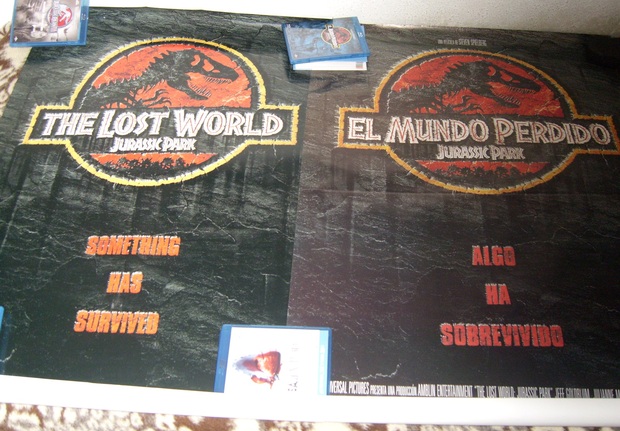 THE LOST WORLD
JURASSIC PARK
SOMETHING
HAS
SURVIVED
EL MUNDO PERDIDO
JURASSIC PARK
ALGO
HA
SOBREVIVIDO
VERSAL PICTURES PRESENTA UNA PRODUCCIÓN AMBLIN ENTERTAINMENT "THE LOST WORLD: JURASSIC PARK" JEFF GOLDBLUM JULIANNE